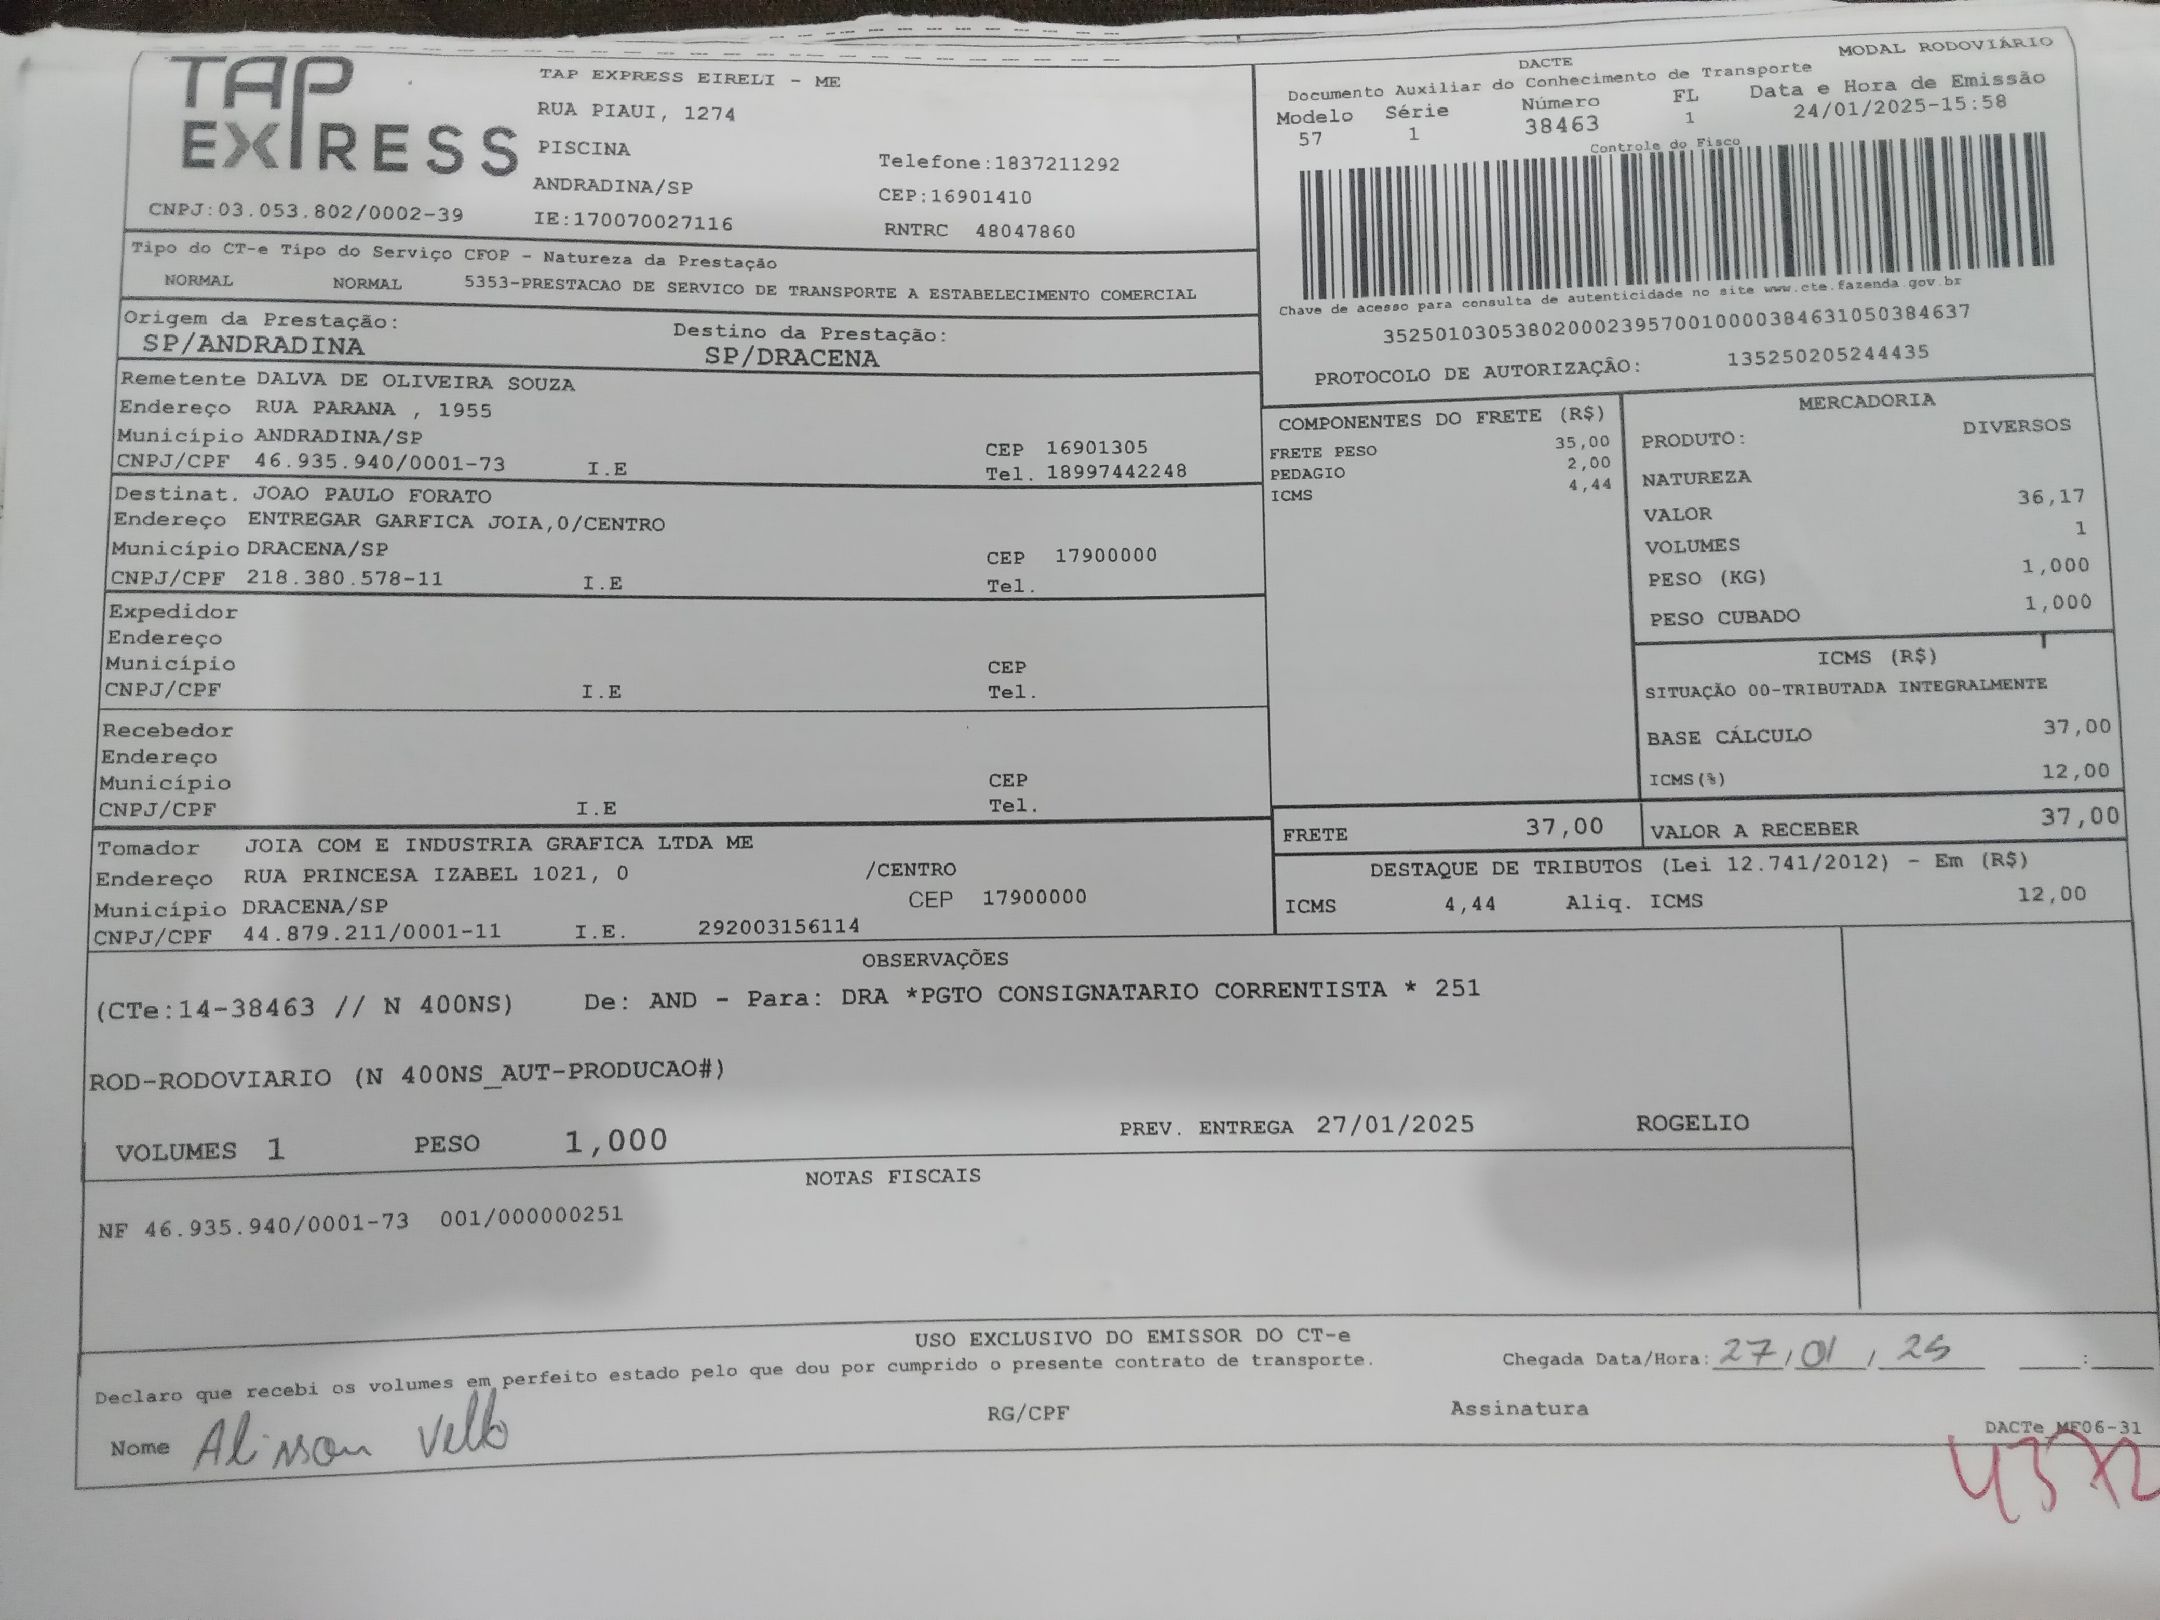 TAP
EXPRESS
CNPJ:03.053.802/0002-39
TAP EXPRESS EIRELI - ME
RUA PIAUI, 1274
PISCINA
ANDRADINA/SP
IE:170070027116
Telefone:1837211292
CEP:16901410
RNTRC 48047860
DACTE
MODAL RODOVIÁRIO
Documento Auxiliar do Conhecimento de Transporte
Modelo Série Número FL Data e Hora de Emissão
57 1 38463 1 24/01/2025-15:58
Controle do Fisco
Chave de acesso para consulta de autenticidade no site www.cte.fazenda.gov.br
35250103053802000239570010000384631050384637
PROTOCOLO DE AUTORIZAÇÃO: 135250205244435
Tipo do CT-e Tipo do Serviço CFOP - Natureza da Prestação
NORMAL NORMAL 5353-PRESTACAO DE SERVICO DE TRANSPORTE A ESTABELECIMENTO COMERCIAL
Origem da Prestação: Destino da Prestação:
SP/ANDRADINA SP/DRACENA
Remetente DALVA DE OLIVEIRA SOUZA
Endereço RUA PARANA , 1955
Município ANDRADINA/SP CEP 16901305
CNPJ/CPF 46.935.940/0001-73 I.E Tel. 18997442248
Destinat. JOAO PAULO FORATO
Endereço ENTREGAR GARFICA JOIA,0/CENTRO
Município DRACENA/SP CEP 17900000
CNPJ/CPF 218.380.578-11 I.E Tel.
Expedidor
Endereço
Município CEP
CNPJ/CPF I.E Tel.
Recebedor
Endereço
Município CEP
CNPJ/CPF I.E Tel.
Tomador JOIA COM E INDUSTRIA GRAFICA LTDA ME
Endereço RUA PRINCESA IZABEL 1021, 0 /CENTRO
Município DRACENA/SP CEP 17900000
CNPJ/CPF 44.879.211/0001-11 I.E. 292003156114
COMPONENTES DO FRETE (R$)
FRETE PESO 35,00
PEDAGIO 2,00
ICMS 4,44
MERCADORIA
PRODUTO: DIVERSOS
NATUREZA
VALOR 36,17
VOLUMES 1
PESO (KG) 1,000
PESO CUBADO 1,000
ICMS (R$)
SITUAÇÃO 00-TRIBUTADA INTEGRALMENTE
BASE CÁLCULO 37,00
ICMS(%) 12,00
FRETE 37,00 VALOR A RECEBER 37,00
DESTAQUE DE TRIBUTOS (Lei 12.741/2012) - Em (R$)
ICMS 4,44 Aliq. ICMS 12,00
OBSERVAÇÕES
(CTe:14-38463 // N 400NS) De: AND - Para: DRA *PGTO CONSIGNATARIO CORRENTISTA * 251
ROD-RODOVIARIO (N 400NS_AUT-PRODUCAO#)
VOLUMES 1 PESO 1,000 PREV. ENTREGA 27/01/2025 ROGELIO
NOTAS FISCAIS
NF 46.935.940/0001-73 001/000000251
USO EXCLUSIVO DO EMISSOR DO CT-e
Declaro que recebi os volumes em perfeito estado pelo que dou por cumprido o presente contrato de transporte.
Chegada Data/Hora: 27/01/25 __:__
Nome Alisson Vello RG/CPF Assinatura
DACTe_MF06-31
4372